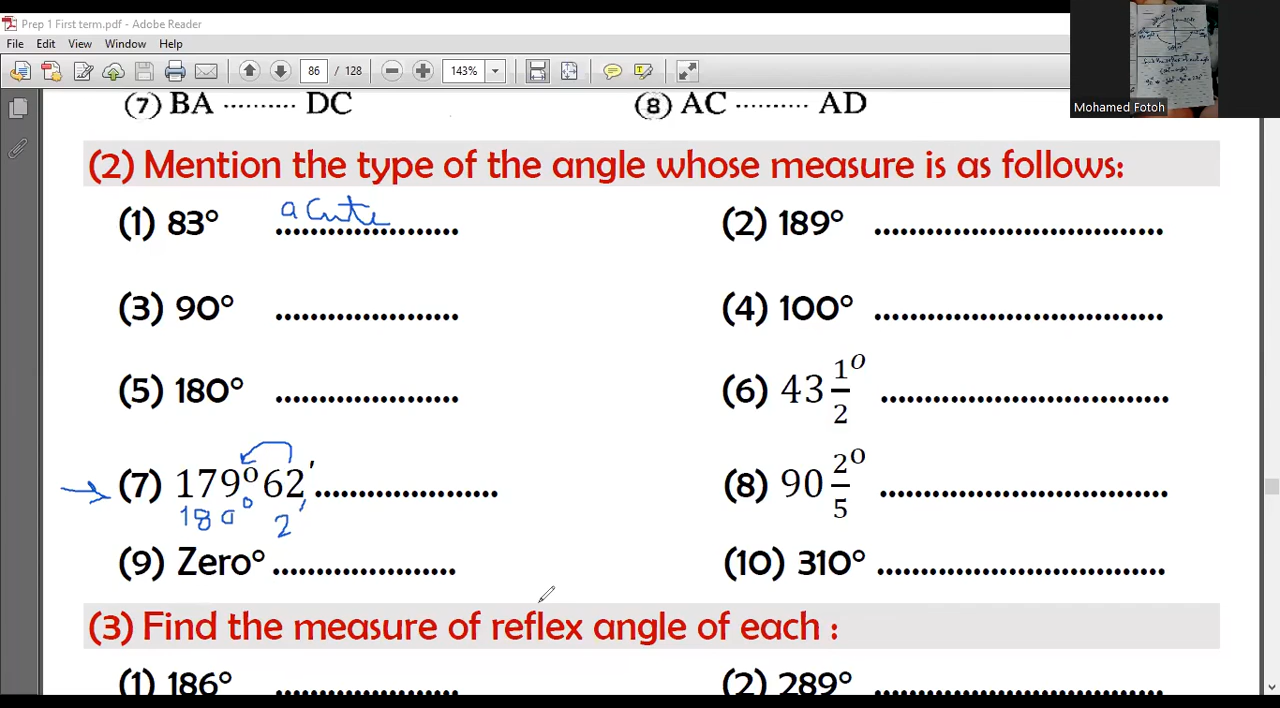 Prep 1 First term.pdf - Adobe Reader
File Edit View Window Help
86 / 128 143%
Mohamed Fotoh
(7) BA .......... DC (8) AC .......... AD
(2) Mention the type of the angle whose measure is as follows:
(1) 83° acute ..................... (2) 189° .................................
(3) 90° ..................... (4) 100° .................................
(5) 180° ..................... (6) 43 1/2° .................................
(7) 179° 62′ ..................... (8) 90 2/5° .................................
180° 2′
(9) Zero° ..................... (10) 310° .................................
(3) Find the measure of reflex angle of each :
(1) 186° ..................... (2) 289° .................................